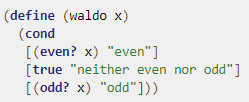 (define (waldo x)
  (cond
   [(even? x) "even"]
   [true "neither even nor odd"]
   [(odd? x) "odd"]))